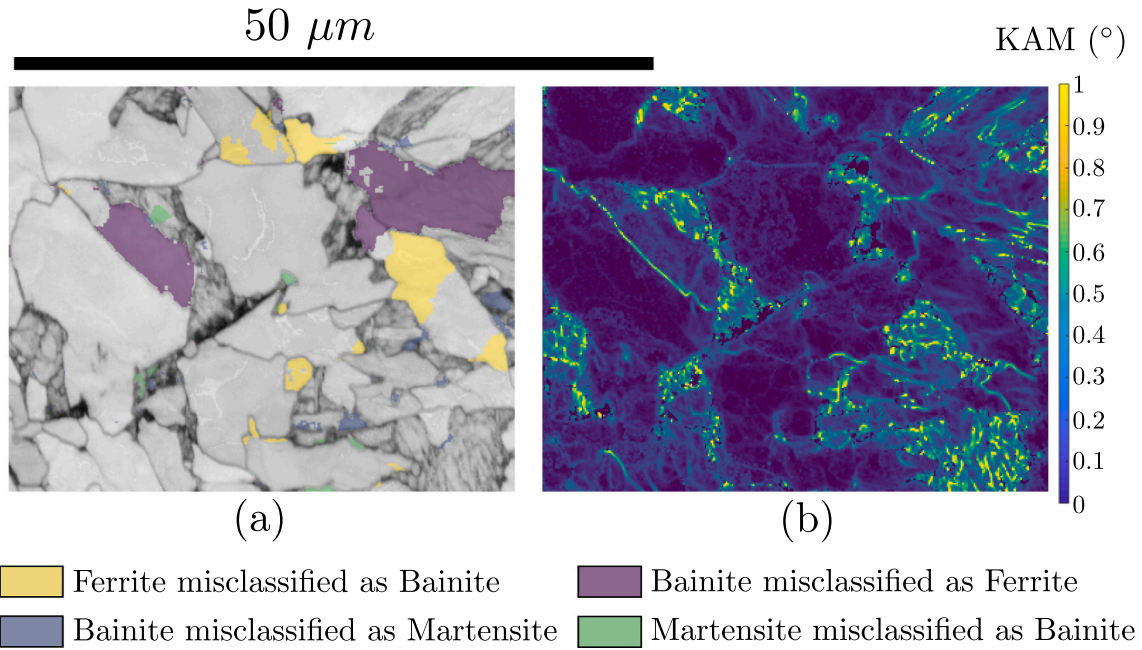 50 μm
KAM (°)
1
0.9
0.8
0.7
0.6
0.5
0.4
0.3
0.2
0.1
0
(a)
(b)
Ferrite misclassified as Bainite
Bainite misclassified as Ferrite
Bainite misclassified as Martensite
Martensite misclassified as Bainite